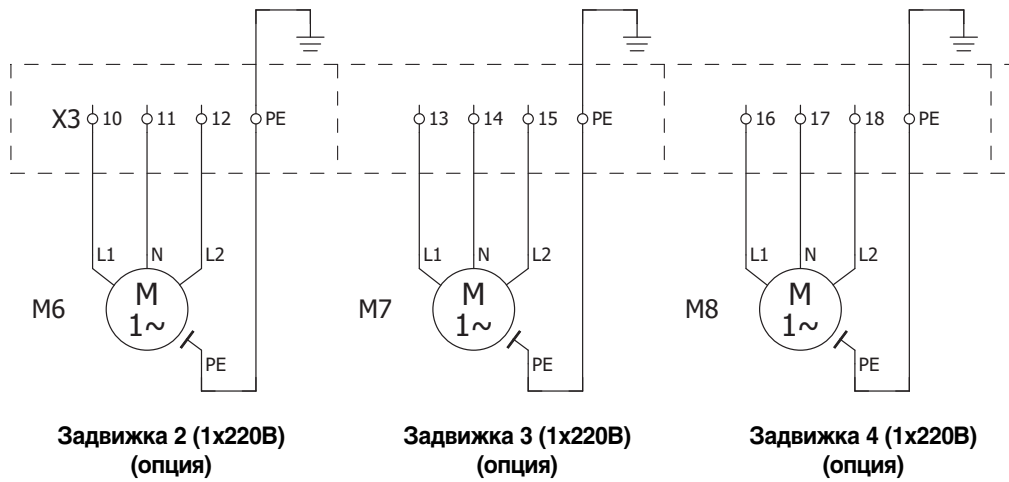 X3 10 11 12 PE 13 14 15 PE 16 17 18 PE
L1 N L2 L1 N L2 L1 N L2
M6 M 1~ PE
M7 M 1~ PE
M8 M 1~ PE
Задвижка 2 (1x220В)
(опция)
Задвижка 3 (1x220В)
(опция)
Задвижка 4 (1x220В)
(опция)